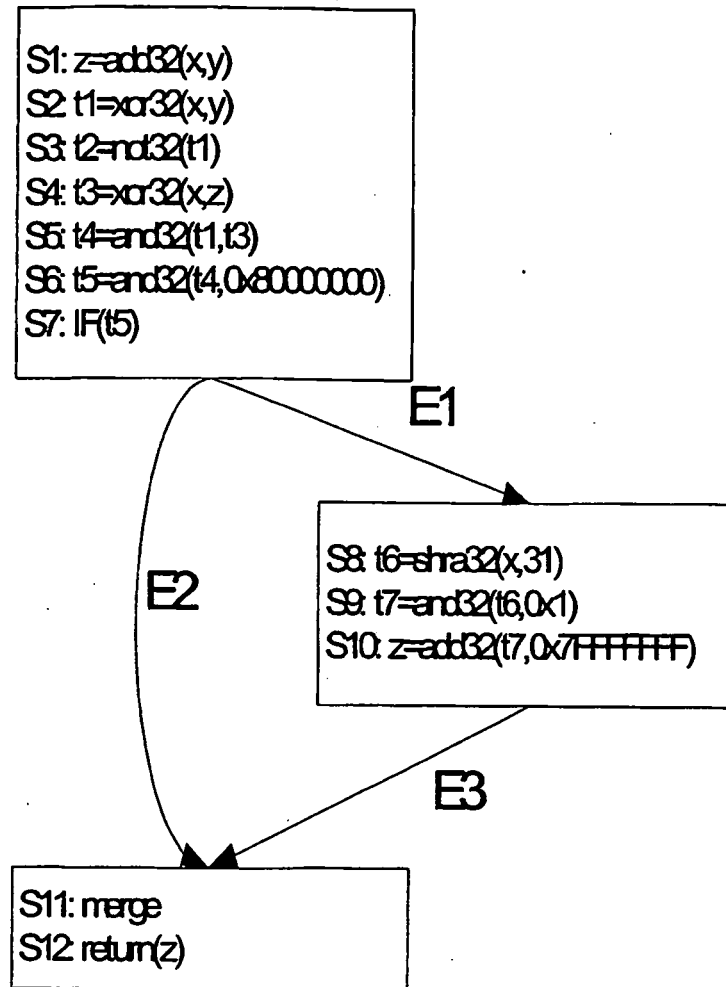 S1: z=add32(x,y)
S2: t1=xor32(x,y)
S3: t2=not32(t1)
S4: t3=xor32(x,z)
S5: t4=and32(t1,t3)
S6: t5=and32(t4,0x80000000)
S7: IF(t5)
E1
E2
S8: t6=shra32(x,31)
S9: t7=and32(t6,0x1)
S10: z=add32(t7,0x7FFFFFFF)
E3
S11: merge
S12: return(z)